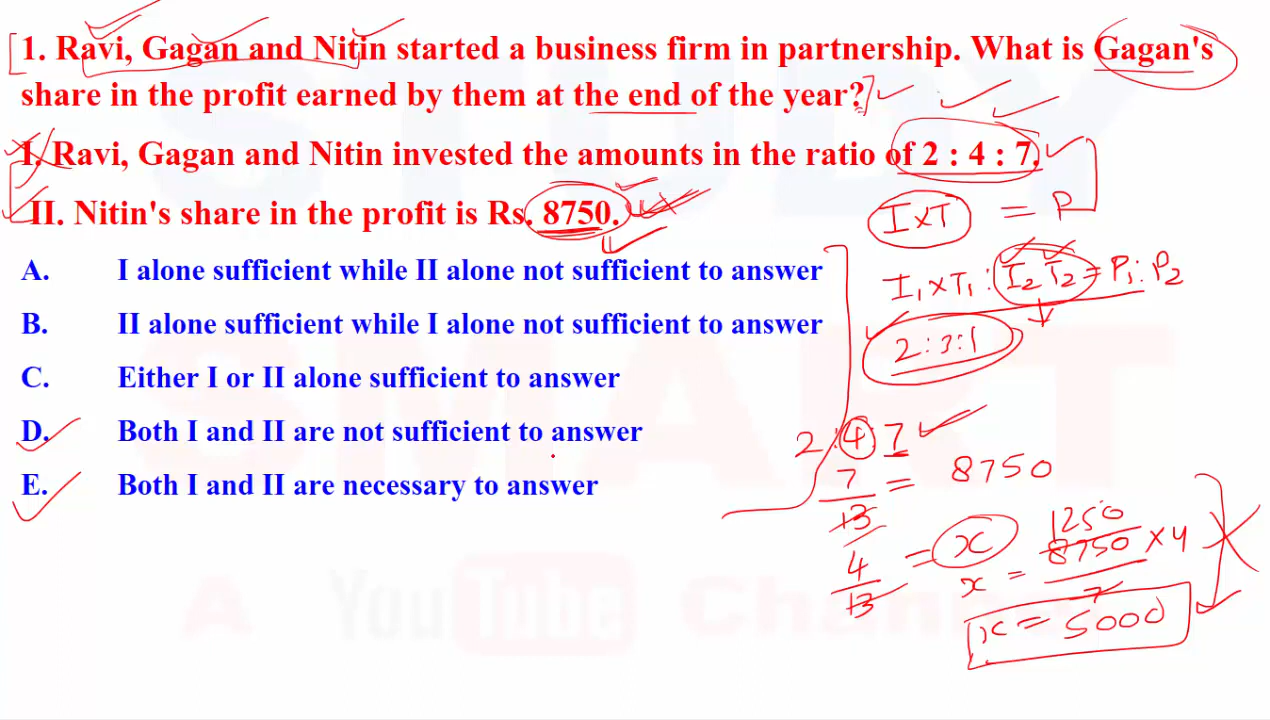 1. Ravi, Gagan and Nitin started a business firm in partnership. What is Gagan's
share in the profit earned by them at the end of the year?
I. Ravi, Gagan and Nitin invested the amounts in the ratio of 2 : 4 : 7.
II. Nitin's share in the profit is Rs. 8750.
I×T = P
A. I alone sufficient while II alone not sufficient to answer
I₁×T₁ : I₂T₂ = P₁ : P₂
B. II alone sufficient while I alone not sufficient to answer
2 : 3 : 1
C. Either I or II alone sufficient to answer
D. Both I and II are not sufficient to answer
2 : 4 : 7
E. Both I and II are necessary to answer
7/13 = 8750
4/13 = x
x = 8750 × 4 / 7
1250
x = 5000
STUDY
SMART
A YouTube Channel